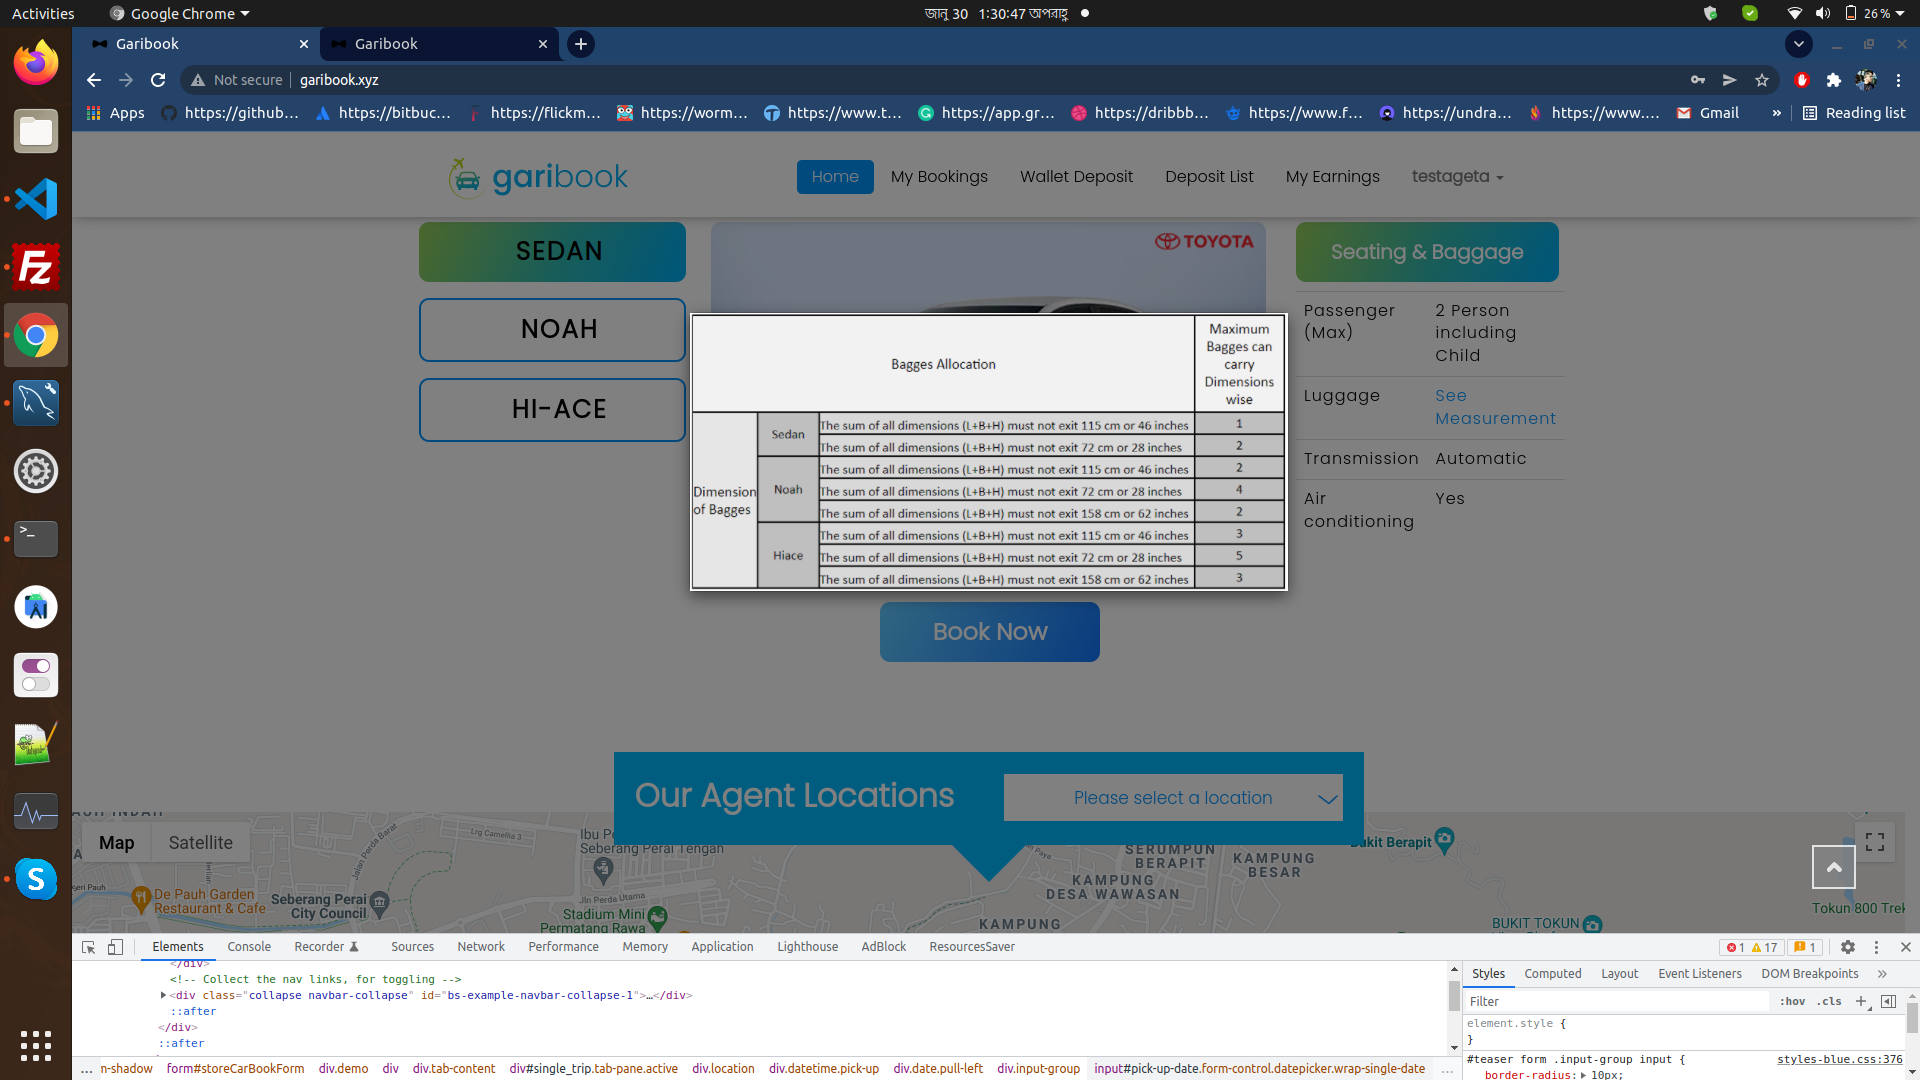 Activities
Google Chrome
জানু 30 1:30:47 অপরাহ্ণ
26 %
Garibook
Garibook
Not secure
garibook.xyz
Apps
https://github...
https://bitbuc...
https://flickm...
https://worm...
https://www.t...
https://app.gr...
https://dribbb...
https://www.f...
https://undra...
https://www....
Gmail
»
Reading list
garibook
Home
My Bookings
Wallet Deposit
Deposit List
My Earnings
testageta
SEDAN
NOAH
HI-ACE
TOYOTA
Seating & Baggage
Passenger (Max)
2 Person including Child
Luggage
See Measurement
Transmission
Automatic
Air conditioning
Yes
Bagges Allocation
Maximum
Bagges can
carry
Dimensions
wise
Dimension
of Bagges
Sedan
The sum of all dimensions (L+B+H) must not exit 115 cm or 46 inches 1
The sum of all dimensions (L+B+H) must not exit 72 cm or 28 inches 2
Noah
The sum of all dimensions (L+B+H) must not exit 115 cm or 46 inches 2
The sum of all dimensions (L+B+H) must not exit 72 cm or 28 inches 4
The sum of all dimensions (L+B+H) must not exit 158 cm or 62 inches 2
Hiace
The sum of all dimensions (L+B+H) must not exit 115 cm or 46 inches 3
The sum of all dimensions (L+B+H) must not exit 72 cm or 28 inches 5
The sum of all dimensions (L+B+H) must not exit 158 cm or 62 inches 3
Book Now
Our Agent Locations
Please select a location
Map
Satellite
Jalan Perda Barat
Lrg Camellia 3
Seberang Perai Tengah
De Pauh Garden
Restaurant & Cafe
Seberang Perai
City Council
Jln Perda Utama
Stadium Mini
Permatang Rawa
SERUMPUN
BERAPIT
KAMPUNG
BESAR
KAMPUNG
DESA WAWASAN
KAMPUNG
Bukit Berapit
BUKIT TOKUN
Tokun 800 Trek
Elements
Console
Recorder
Sources
Network
Performance
Memory
Application
Lighthouse
AdBlock
ResourcesSaver
1
17
1
</div>
<!-- Collect the nav links, for toggling -->
<div class="collapse navbar-collapse" id="bs-example-navbar-collapse-1">…</div>
::after
</div>
::after
Styles
Computed
Layout
Event Listeners
DOM Breakpoints
»
Filter
:hov
.cls
element.style {
}
#teaser form .input-group input {
styles-blue.css:376
border-radius: 10px;
...
n-shadow
form#storeCarBookForm
div.demo
div
div.tab-content
div#single_trip.tab-pane.active
div.location
div.datetime.pick-up
div.date.pull-left
div.input-group
input#pick-up-date.form-control.datepicker.wrap-single-date
...